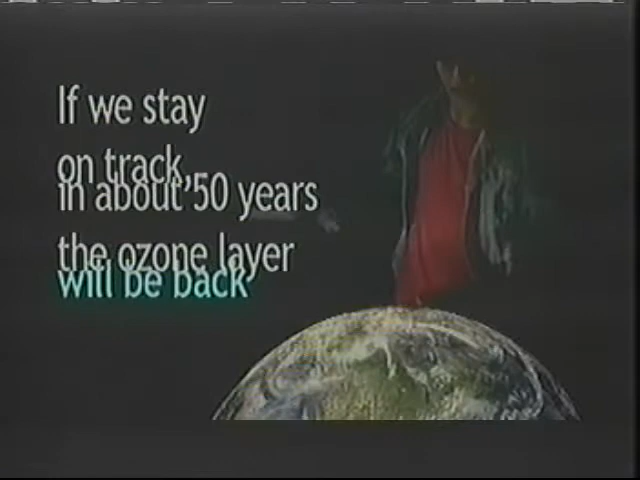 If we stay
on track,
in about 50 years
the ozone layer
will be back